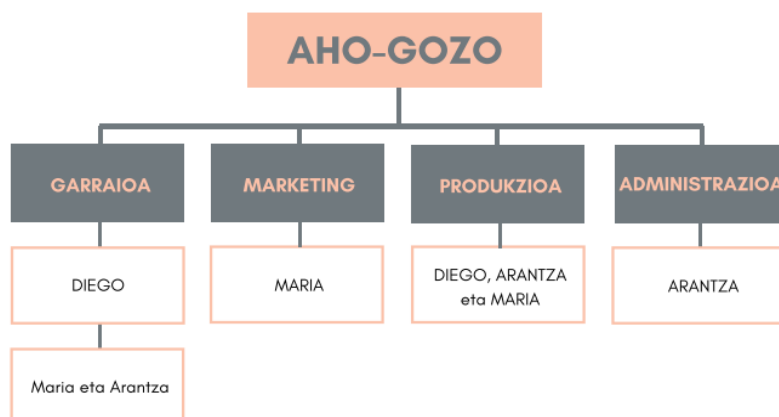 AHO-GOZO
GARRAIOA
MARKETING
PRODUKZIOA
ADMINISTRAZIOA
DIEGO
MARIA
DIEGO, ARANTZA
eta MARIA
ARANTZA
Maria eta Arantza